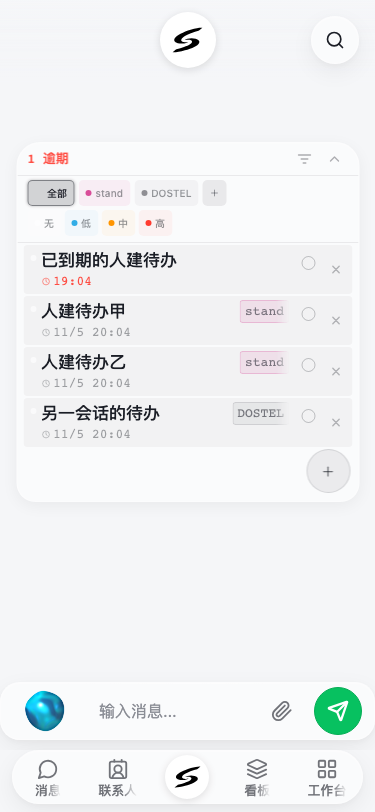 1 逾期
全部 stand DOSTEL +
无 低 中 高
已到期的人建待办
19:04
人建待办甲 stand
11/5 20:04
人建待办乙 stand
11/5 20:04
另一会话的待办 DOSTEL
11/5 20:04
+
输入消息...
消息 联系人 看板 工作台